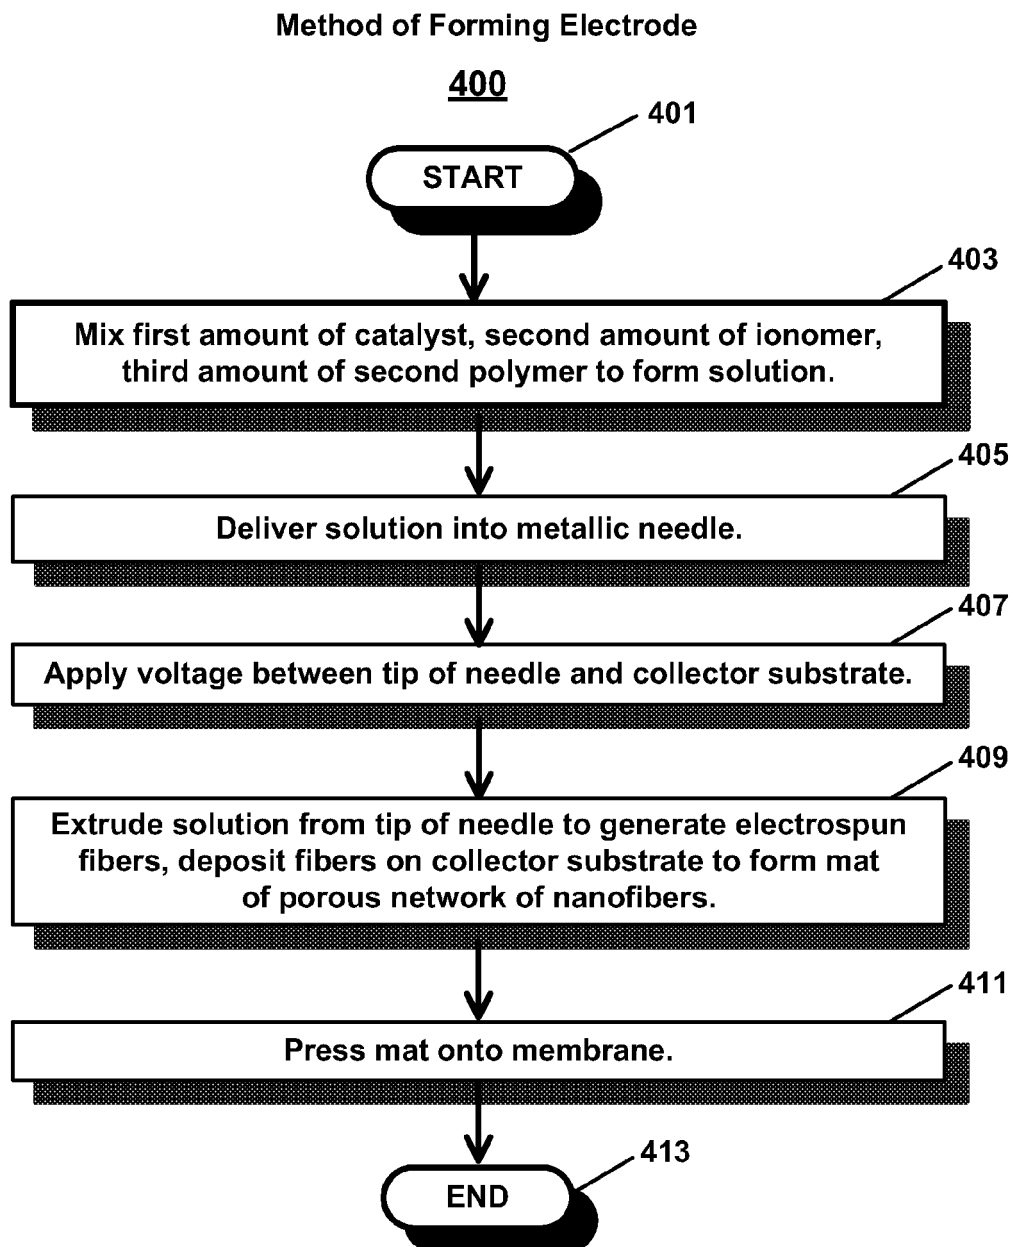 Method of Forming Electrode
400
401
START
403
Mix first amount of catalyst, second amount of ionomer,
third amount of second polymer to form solution.
405
Deliver solution into metallic needle.
407
Apply voltage between tip of needle and collector substrate.
409
Extrude solution from tip of needle to generate electrospun
fibers, deposit fibers on collector substrate to form mat
of porous network of nanofibers.
411
Press mat onto membrane.
413
END